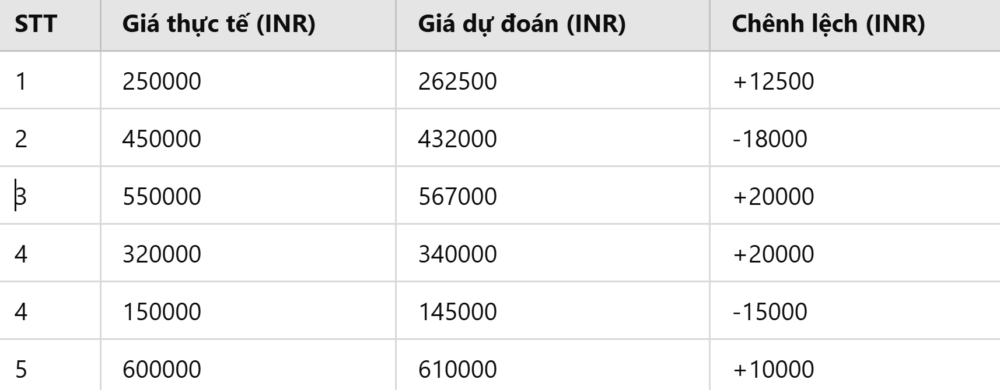 STT Giá thực tế (INR) Giá dự đoán (INR) Chênh lệch (INR)
1 250000 262500 +12500
2 450000 432000 -18000
3 550000 567000 +20000
4 320000 340000 +20000
4 150000 145000 -15000
5 600000 610000 +10000